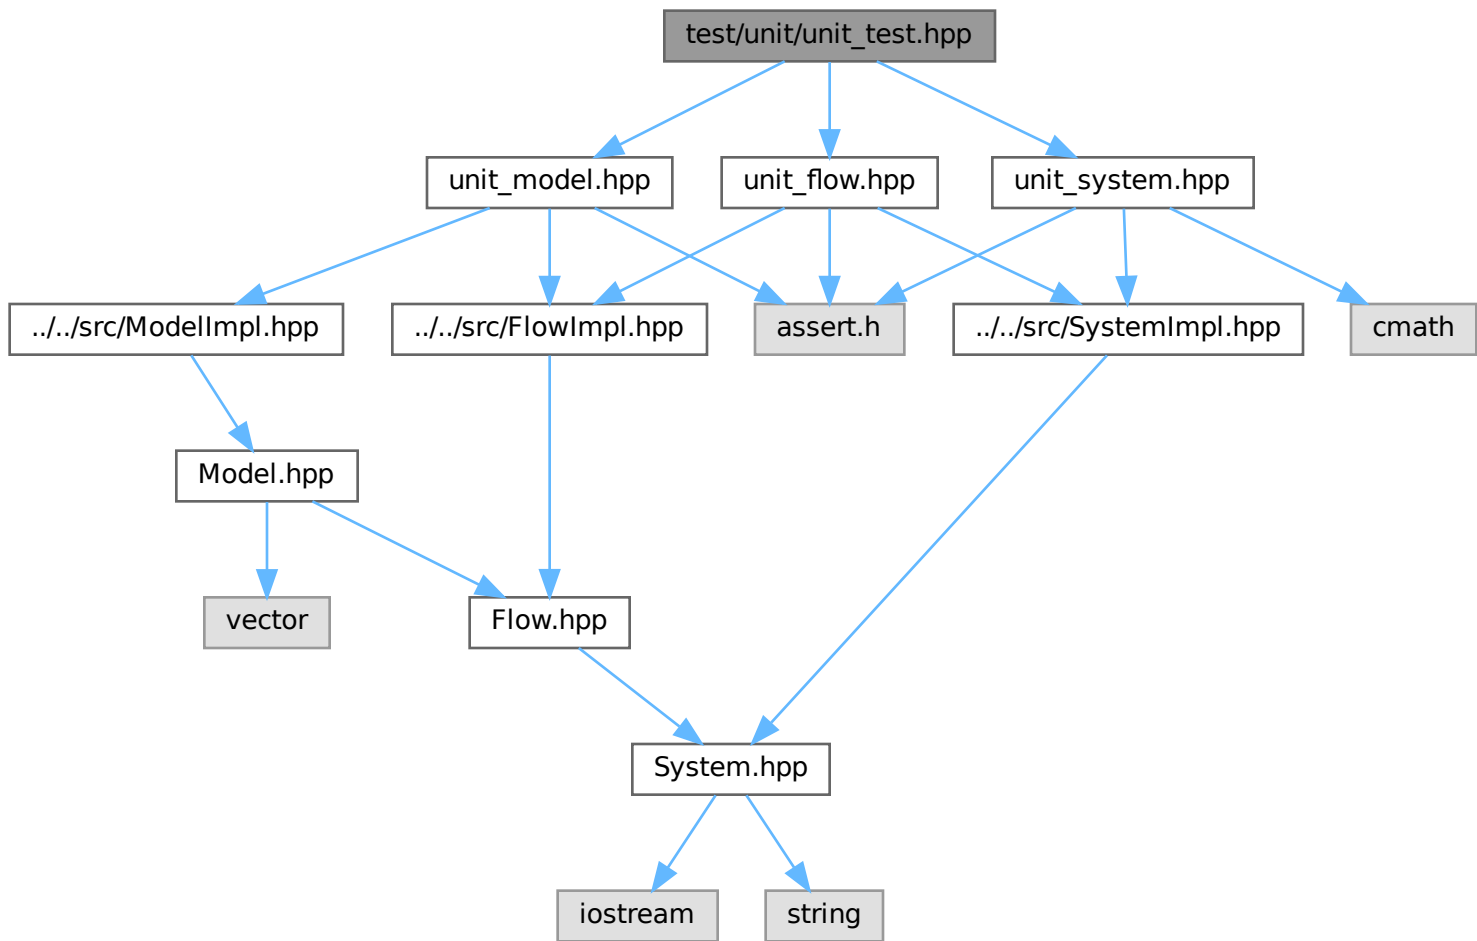 test/unit/unit_test.hpp
unit_model.hpp
unit_flow.hpp
unit_system.hpp
../../src/ModelImpl.hpp
../../src/FlowImpl.hpp
assert.h
../../src/SystemImpl.hpp
cmath
Model.hpp
vector
Flow.hpp
System.hpp
iostream
string